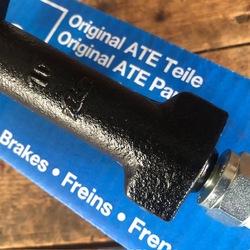 Original ATE Teile
Original ATE Pa
Brakes • Freins • Fren